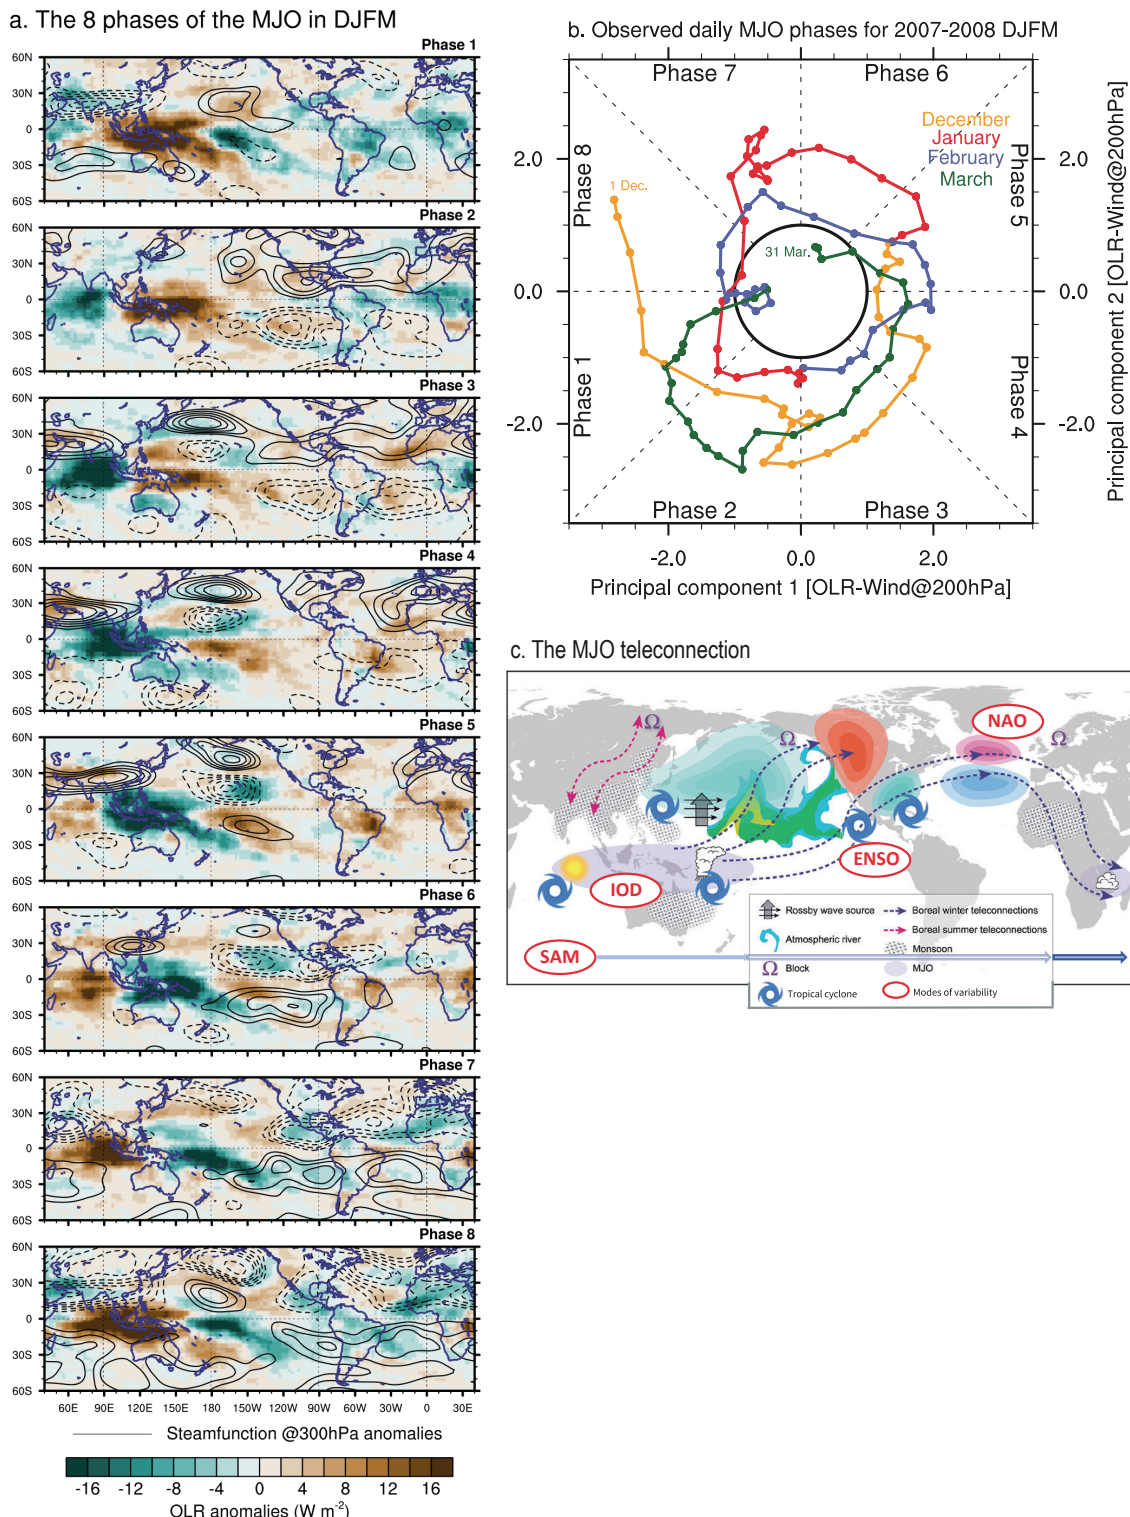 a. The 8 phases of the MJO in DJFM
Phase 1
60N
30N
0
30S
60S
Phase 2
60N
30N
0
30S
60S
Phase 3
60N
30N
0
30S
60S
Phase 4
60N
30N
0
30S
60S
Phase 5
60N
30N
0
30S
60S
Phase 6
60N
30N
0
30S
60S
Phase 7
60N
30N
0
30S
60S
Phase 8
60N
30N
0
30S
60S
60E 90E 120E 150E 180 150W 120W 90W 60W 30W 0 30E
Steamfunction @300hPa anomalies
-16 -12 -8 -4 0 4 8 12 16
OLR anomalies (W m-2)
b. Observed daily MJO phases for 2007-2008 DJFM
Phase 7 Phase 6
December
January
February
March
2.0 2.0
Phase 8
Phase 5
1 Dec.
31 Mar.
0.0 0.0
Phase 1
Phase 4
-2.0 -2.0
Phase 2 Phase 3
-2.0 0.0 2.0
Principal component 1 [OLR-Wind@200hPa]
Principal component 2 [OLR-Wind@200hPa]
c. The MJO teleconnection
Ω
Ω
NAO
Ω
ENSO
IOD
SAM
Rossby wave source
Atmospheric river
Ω Block
Tropical cyclone
Boreal winter teleconnections
Boreal summer teleconnections
Monsoon
MJO
Modes of variability